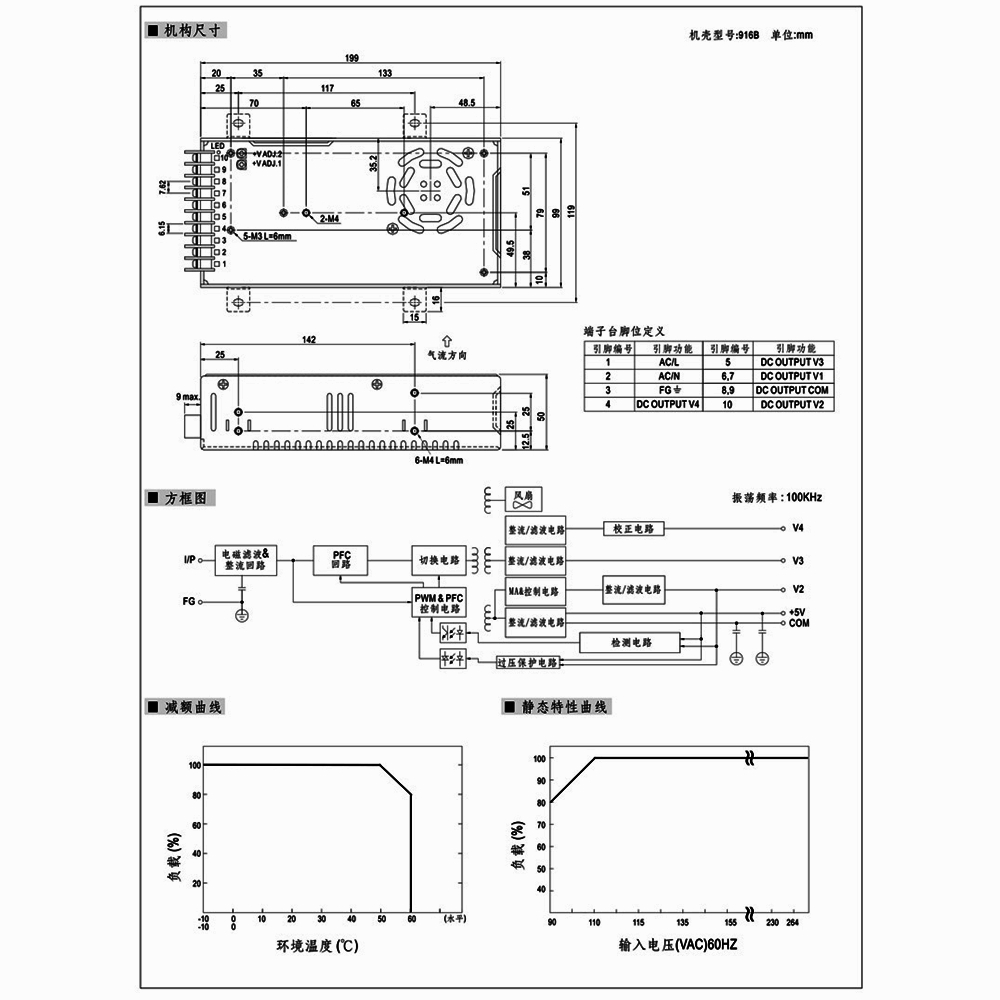 ■ 机构尺寸
机壳型号:916B 单位:mm
199
20 35 133
25 117
70 65 48.5
LED
+V ADJ.2
+V ADJ.1
10
9
8
7
6
5
4
3
2
1
7.62
6.15
35.2
2-M4
5-M3 L=6mm
51
79
99
119
49.5
38
10
16
15
气流方向
142
25
9 max.
50
25
25
12.5
6-M4 L=6mm
端子台脚位定义
引脚编号 引脚功能 引脚编号 引脚功能
1 AC/L 5 DC OUTPUT V3
2 AC/N 6,7 DC OUTPUT V1
3 FG ⏚ 8,9 DC OUTPUT COM
4 DC OUTPUT V4 10 DC OUTPUT V2
■ 方框图
振荡频率 : 100KHz
风扇
整流/滤波电路 校正电路 V4
I/P 电磁滤波& 整流回路 PFC 回路 切换电路 整流/滤波电路 V3
MA&控制电路 整流/滤波电路 V2
FG PWM & PFC 控制电路
整流/滤波电路 +5V
COM
检测电路
过压保护电路
■ 减额曲线
100
80
60
40
20
负载 (%)
-10 0 10 20 30 40 50 60 (水平)
-10 0
环境温度 (℃)
■ 静态特性曲线
100
90
80
70
60
50
40
负载 (%)
90 110 115 135 155 230 264
输入电压(VAC)60HZ